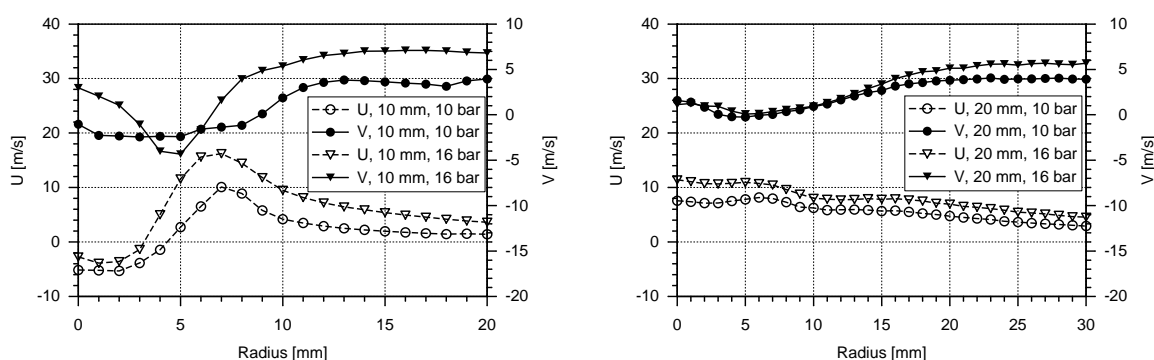 40
30
20
10
0
-10
U [m/s]
10
5
0
-5
-10
-15
-20
V [m/s]
U, 10 mm, 10 bar
V, 10 mm, 10 bar
U, 10 mm, 16 bar
V, 10 mm, 16 bar
0 5 10 15 20
Radius [mm]
40
30
20
10
0
-10
U [m/s]
10
5
0
-5
-10
-15
-20
V [m/s]
U, 20 mm, 10 bar
V, 20 mm, 10 bar
U, 20 mm, 16 bar
V, 20 mm, 16 bar
0 5 10 15 20 25 30
Radius [mm]